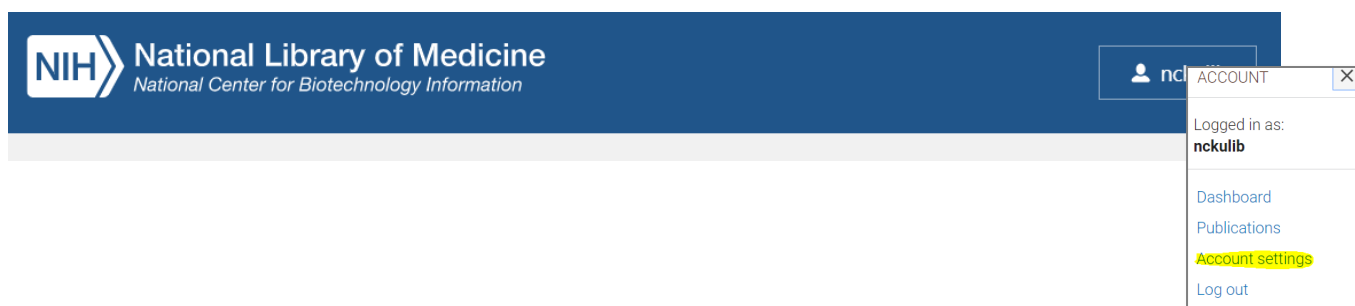 NIH National Library of Medicine
National Center for Biotechnology Information
ACCOUNT
Logged in as:
nckulib
Dashboard
Publications
Account settings
Log out